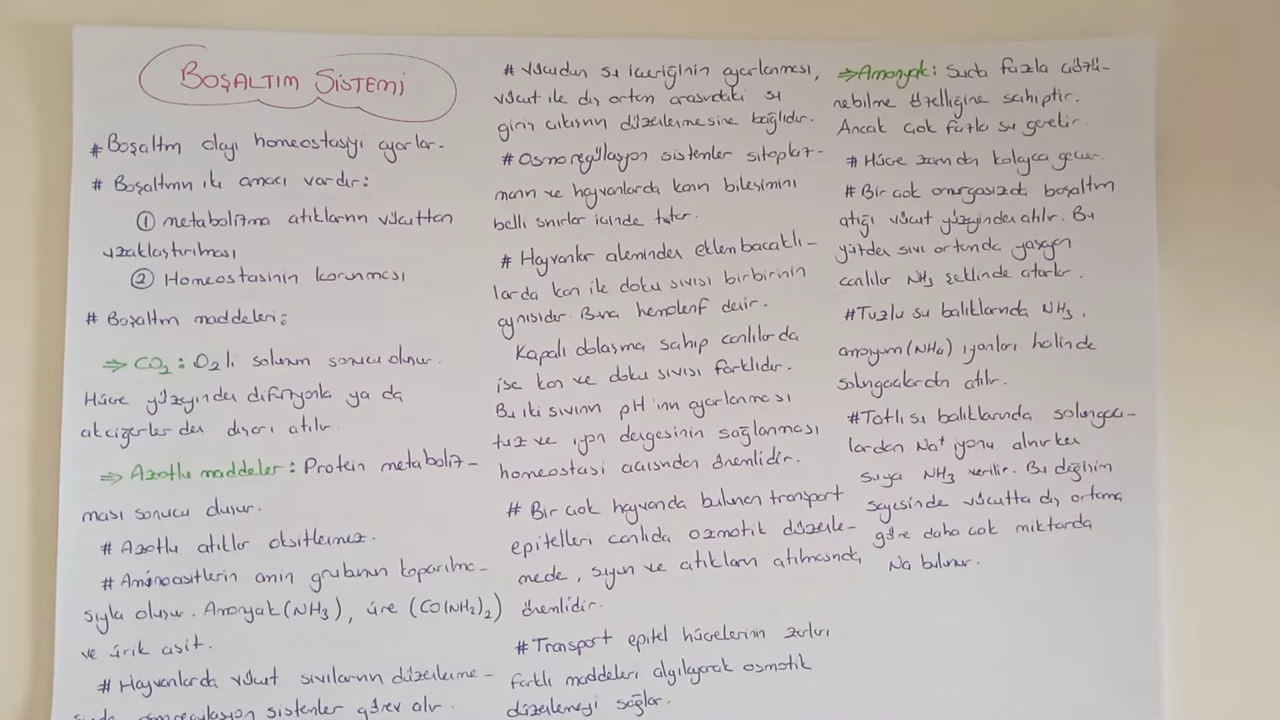 BOŞALTIM SİSTEMİ
# Boşaltım olayı homeostasiyi ayarlar.
# Boşaltımın iki amacı vardır:
① metabolizma atıklarının vücuttan
uzaklaştırılması
② Homeostasinin korunması
# Boşaltım maddeleri:
⇒ CO₂: O₂ li solunum sonucu oluşur.
Hücre yüzeyinden difüzyonla ya da
akciğerlerden dışarı atılır
⇒ Azotlu maddeler: Protein metaboliz-
ması sonucu oluşur.
# Azotlu atıklar oksitlenmez.
# Aminoasitlerin amin grubunun koparılma-
sıyla oluşur. Amonyak (NH₃), üre (CO(NH₂)₂)
ve ürik asit.
# Hayvanlarda vücut sıvılarının düzenlenme-
sinde osmoregülasyon sistemler görev alır.
# Vücudun su içeriğinin ayarlanması,
vücut ile dış ortam arasındaki su
giriş çıkışının düzenlenmesine bağlıdır.
# Osmoregülasyon sistemler sitoplaz-
manın ve hayvanlarda kanın bileşimini
belli sınırlar içinde tutar.
# Hayvanlar aleminden eklembacaklı-
larda kan ile doku sıvısı birbirinin
aynısıdır. Buna hemolenf denir.
Kapalı dolaşıma sahip canlılarda
ise kan ve doku sıvısı farklıdır.
Bu iki sıvının pH'ının ayarlanması
tuz ve iyon dengesinin sağlanması
homeostasi açısından önemlidir.
# Bir çok hayvanda bulunan transport
epitelleri canlıda ozmotik düzenle-
mede, sıvının ve atıkların atılmasında,
önemlidir.
# Transport epitel hücrelerinin zarları
farklı maddeleri algılayarak osmotik
düzenlemeyi sağlar.
⇒ Amonyak: Suda fazla çözü-
nebilme özelliğine sahiptir.
Ancak çok fazla su gerekir.
# Hücre zarından kolayca geçer.
# Bir çok omurgasızda boşaltım
atığı vücut yüzeyinden atılır. Bu
yüzden sıvı ortamda yaşayan
canlılar NH₃ şeklinde atarlar.
# Tuzlu su balıklarında NH₃,
amonyum (NH₄) iyonları halinde
solungaçlardan atılır.
# Tatlı su balıklarında solungaç-
lardan Na⁺ iyonu alınırken
suya NH₃ verilir. Bu değişim
sayesinde vücutta dış ortama
göre daha çok miktarda
Na bulunur.